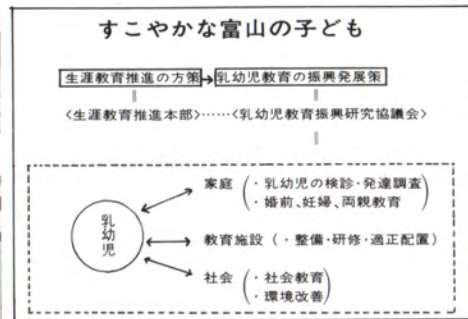 すこやかな富山の子ども
生涯教育推進の方策→乳幼児教育の振興発展策
〈生涯教育推進本部〉……〈乳幼児教育振興研究協議会〉
乳幼児
家庭(・乳幼児の検診・発達調査
・婚前、妊婦、両親教育)
教育施設(・整備・研修・適正配置)
社会(・社会教育
・環境改善)